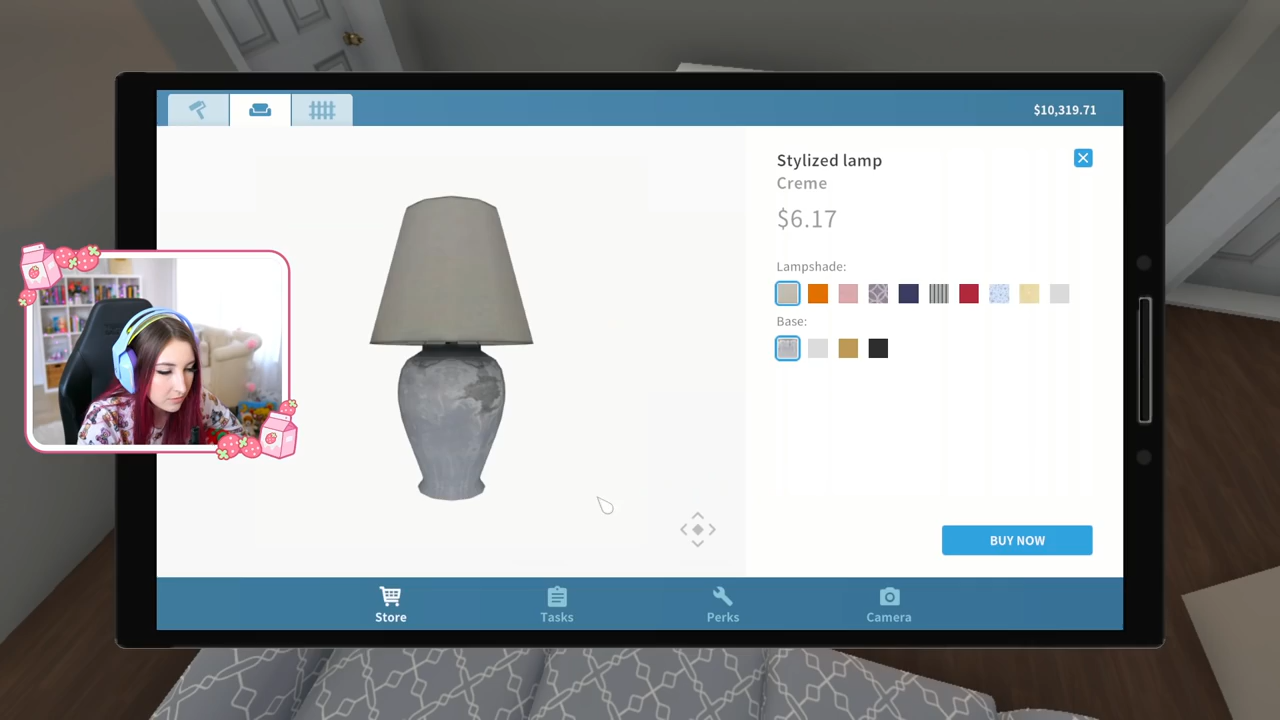 $10,319.71
Stylized lamp
Creme
$6.17
Lampshade:
Base:
BUY NOW
Store
Tasks
Perks
Camera